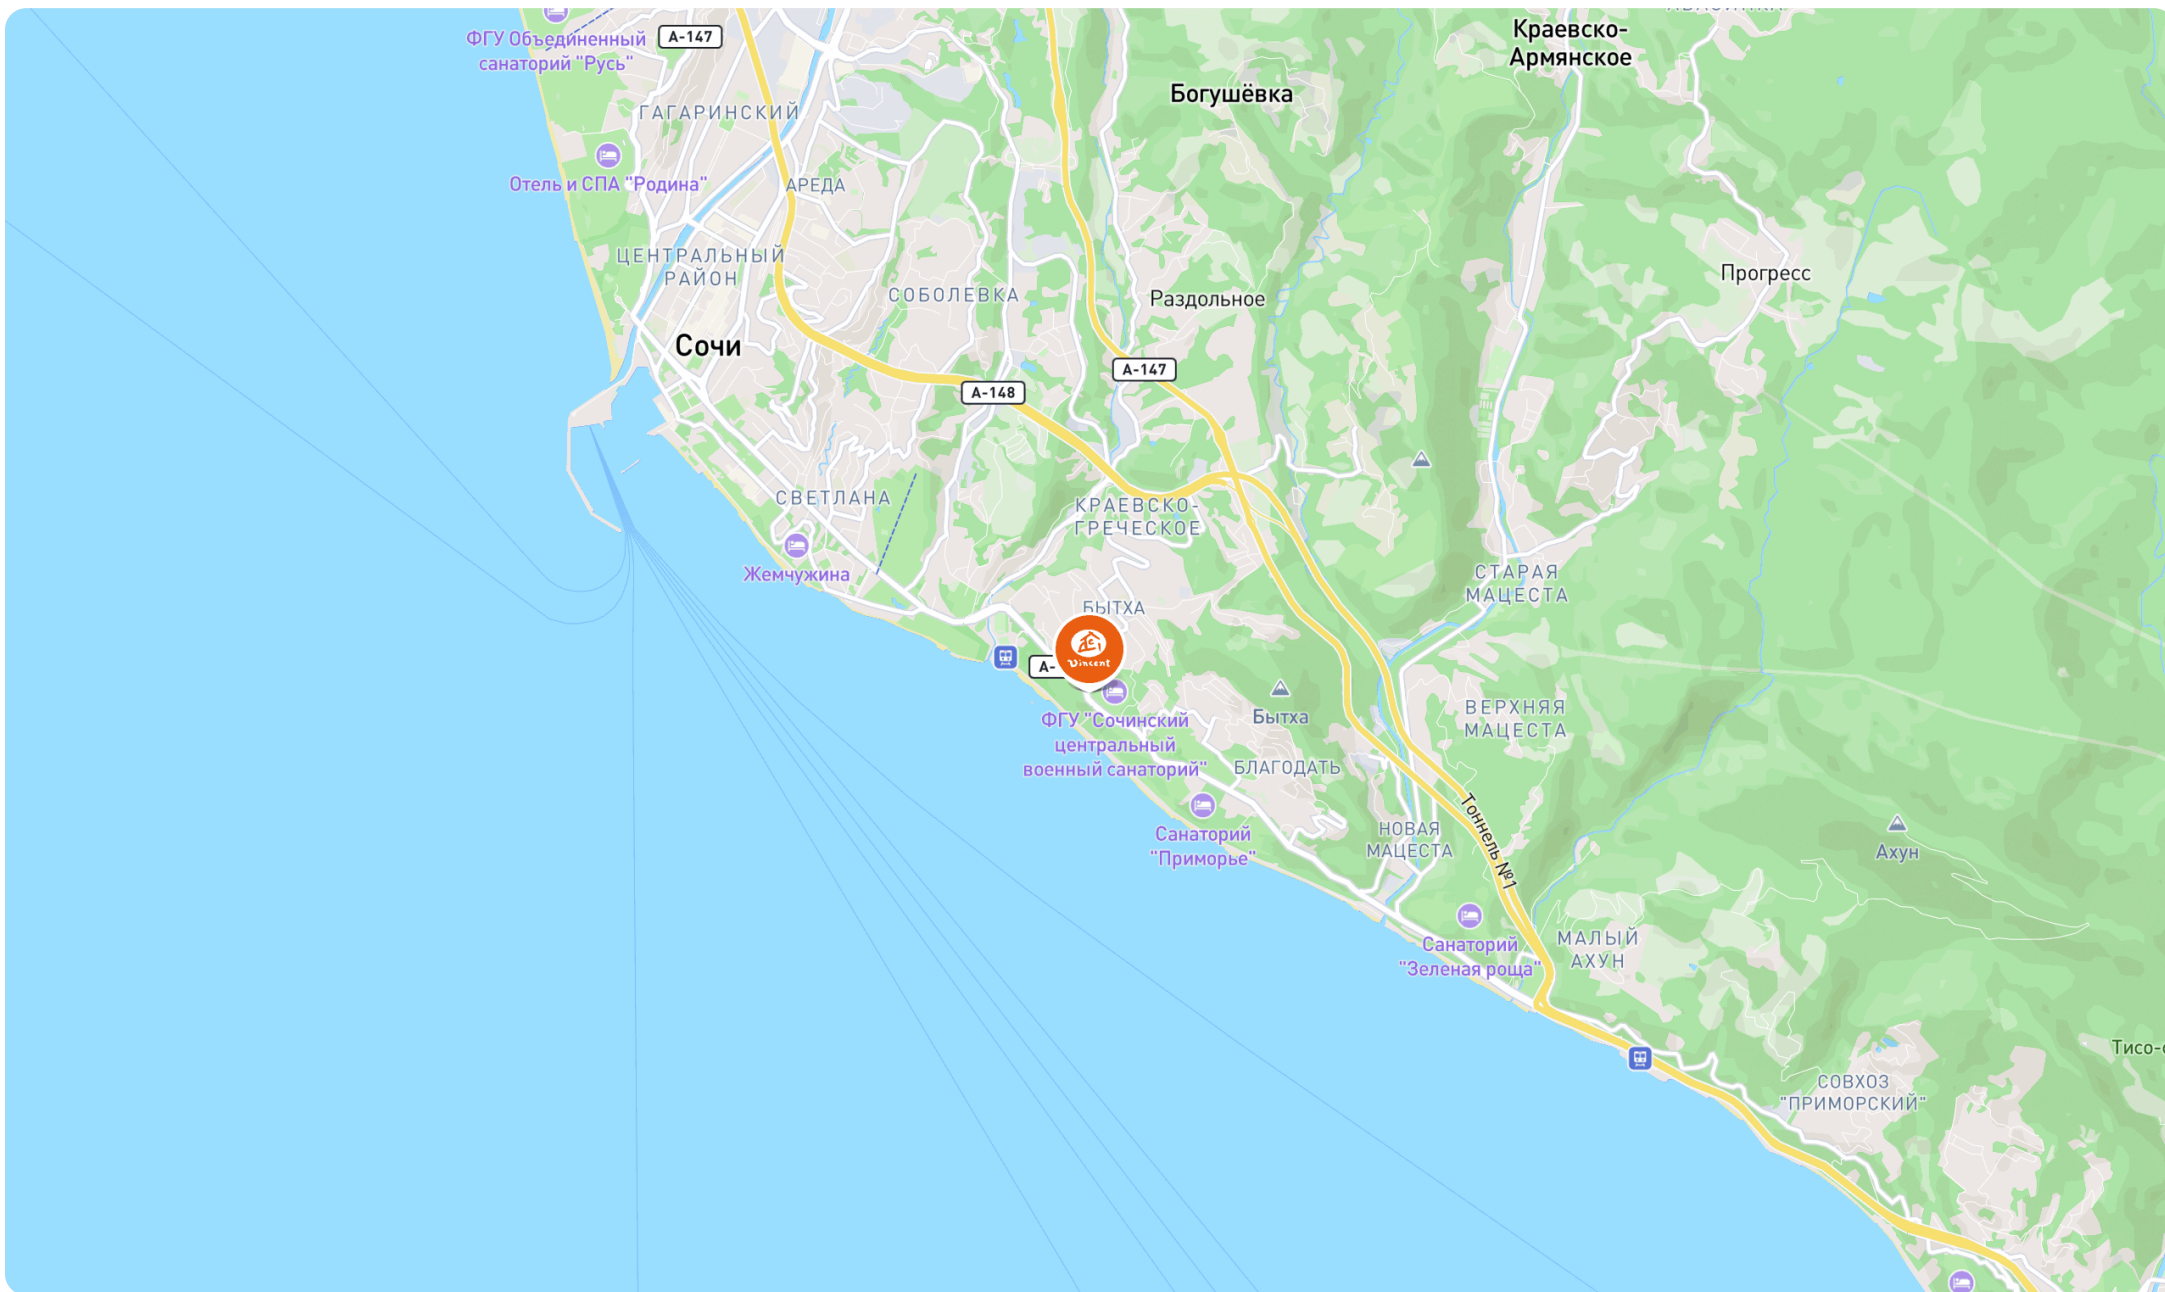 Краевско-
Армянское
ФГУ Объединенный
санаторий "Русь"
А-147
Богушёвка
ГАГАРИНСКИЙ
Отель и СПА "Родина"
АРЕДА
ЦЕНТРАЛЬНЫЙ
РАЙОН
СОБОЛЕВКА
Раздольное
Прогресс
Сочи
А-147
А-148
СВЕТЛАНА
КРАЕВСКО-
ГРЕЧЕСКОЕ
Жемчужина
СТАРАЯ
МАЦЕСТА
БЫТХА
Vincent
А-
ФГУ "Сочинский
центральный
военный санаторий"
Бытха
ВЕРХНЯЯ
МАЦЕСТА
БЛАГОДАТЬ
Тоннель №1
Санаторий
"Приморье"
НОВАЯ
МАЦЕСТА
Ахун
Санаторий
"Зеленая роща"
МАЛЫЙ
АХУН
Тисо-
СОВХОЗ
"ПРИМОРСКИЙ"